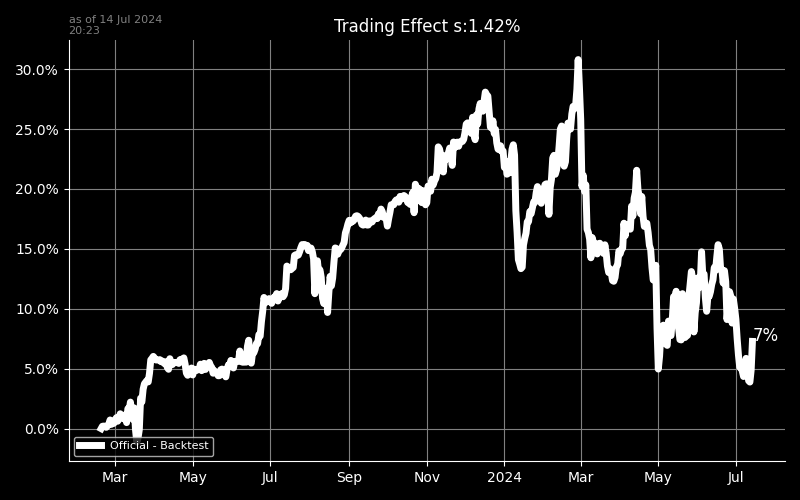 as of 14 Jul 2024
20:23
Trading Effect s:1.42%
30.0%
25.0%
20.0%
15.0%
10.0%
5.0%
0.0%
7%
Official - Backtest
Mar
May
Jul
Sep
Nov
2024
Mar
May
Jul